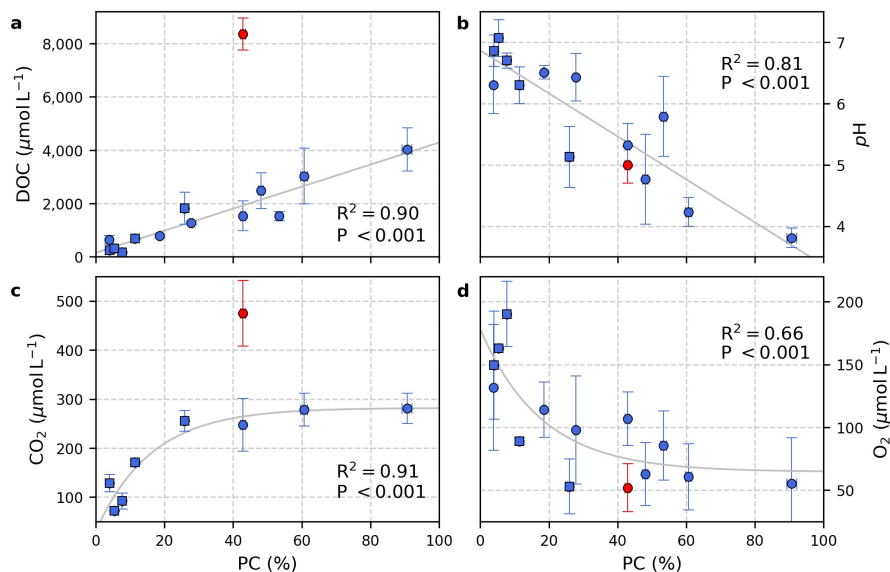 a
8,000
6,000
4,000
2,000
0
DOC (μmol L⁻¹)
R² = 0.90
P < 0.001
b
7
6
5
4
pH
R² = 0.81
P < 0.001
c
500
400
300
200
100
CO₂ (μmol L⁻¹)
R² = 0.91
P < 0.001
0 20 40 60 80 100
PC (%)
d
200
150
100
50
O₂ (μmol L⁻¹)
R² = 0.66
P < 0.001
0 20 40 60 80 100
PC (%)